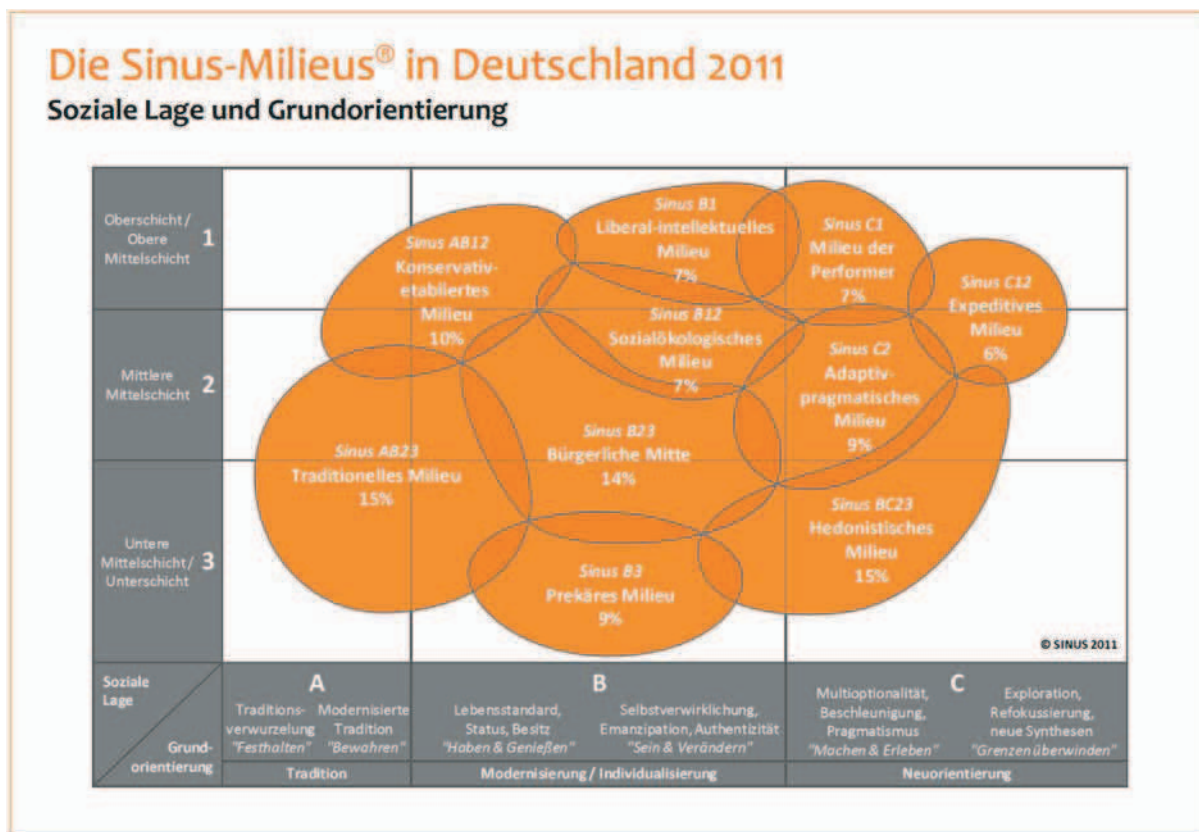 Die Sinus-Milieus® in Deutschland 2011
Soziale Lage und Grundorientierung
Oberschicht /
Obere
Mittelschicht
1
Mittlere
Mittelschicht
2
Untere
Mittelschicht /
Unterschicht
3
Sinus AB12
Konservativ-
etabliertes
Milieu
10%
Sinus B1
Liberal-intellektuelles
Milieu
7%
Sinus C1
Milieu der
Performer
7%
Sinus C12
Expeditives
Milieu
6%
Sinus B12
Sozialökologisches
Milieu
7%
Sinus C2
Adaptiv-
pragmatisches
Milieu
9%
Sinus AB23
Traditionelles Milieu
15%
Sinus B23
Bürgerliche Mitte
14%
Sinus BC23
Hedonistisches
Milieu
15%
Sinus B3
Prekäres Milieu
9%
© SINUS 2011
Soziale
Lage
Grund-
orientierung
A
Traditions-
verwurzelung
"Festhalten"
Modernisierte
Tradition
"Bewahren"
Tradition
B
Lebensstandard,
Status, Besitz
"Haben & Genießen"
Selbstverwirklichung,
Emanzipation, Authentizität
"Sein & Verändern"
Modernisierung / Individualisierung
C
Multioptionalität,
Beschleunigung,
Pragmatismus
"Machen & Erleben"
Exploration,
Refokussierung,
neue Synthesen
"Grenzen überwinden"
Neuorientierung